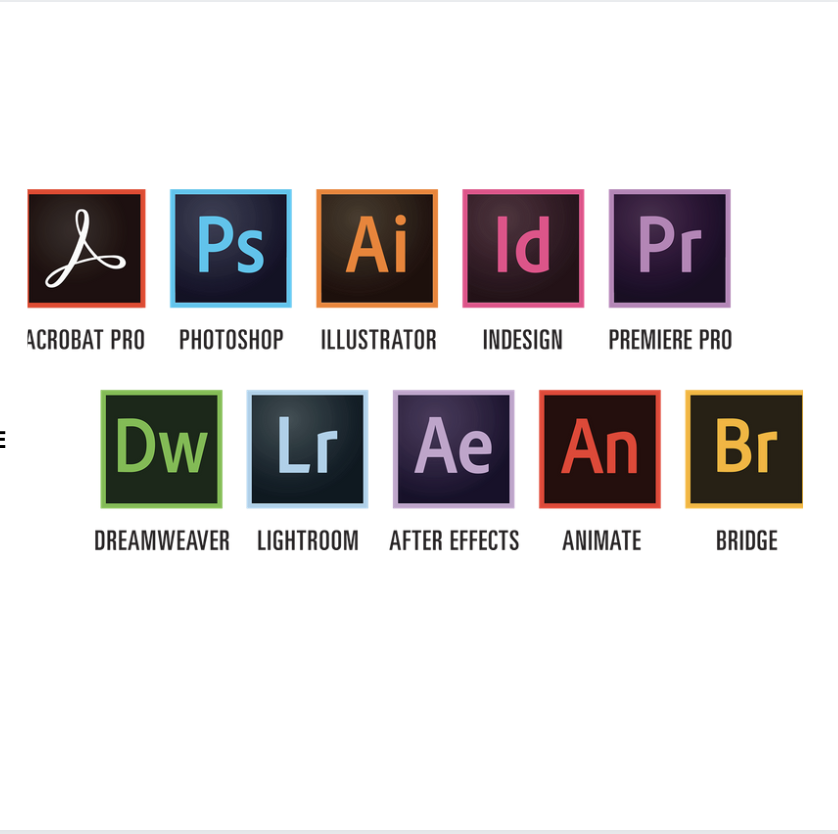 Ps Ai Id Pr
ACROBAT PRO PHOTOSHOP ILLUSTRATOR INDESIGN PREMIERE PRO
E
Dw Lr Ae An Br
DREAMWEAVER LIGHTROOM AFTER EFFECTS ANIMATE BRIDGE